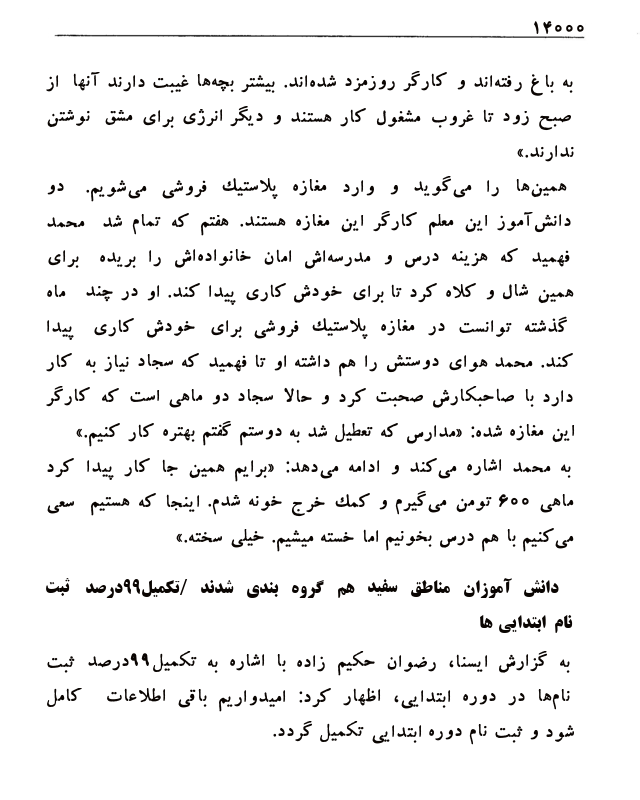 ۱۴۰۰۰
به باغ رفته‌اند و کارگر روزمزد شده‌اند. بیشتر بچه‌ها غیبت دارند آنها از
صبح زود تا غروب مشغول کار هستند و دیگر انرژی برای مشق نوشتن
ندارند.»
همین‌ها را می‌گوید و وارد مغازه پلاستیك فروشی می‌شویم. دو
دانش‌آموز این معلم کارگر این مغازه هستند. هفتم که تمام شد محمد
فهمید که هزینه درس و مدرسه‌اش امان خانواده‌اش را بریده برای
همین شال و کلاه کرد تا برای خودش کاری پیدا کند. او در چند ماه
گذشته توانست در مغازه پلاستیك فروشی برای خودش کاری پیدا
کند. محمد هوای دوستش را هم داشته او تا فهمید که سجاد نیاز به کار
دارد با صاحبکارش صحبت کرد و حالا سجاد دو ماهی است که کارگر
این مغازه شده: «مدارس که تعطیل شد به دوستم گفتم بهتره کار کنیم.»
به محمد اشاره می‌کند و ادامه می‌دهد: «برایم همین جا کار پیدا کرد
ماهی ۶۰۰ تومن می‌گیرم و کمك خرج خونه شدم. اینجا که هستیم سعی
می‌کنیم با هم درس بخونیم اما خسته میشیم. خیلی سخته.»
دانش آموزان مناطق سفید هم گروه بندی شدند /تکمیل۹۹درصد ثبت
نام ابتدایی ها
به گزارش ایسنا، رضوان حکیم زاده با اشاره به تکمیل۹۹درصد ثبت
نام‌ها در دوره ابتدایی، اظهار کرد: امیدواریم باقی اطلاعات کامل
شود و ثبت نام دوره ابتدایی تکمیل گردد.